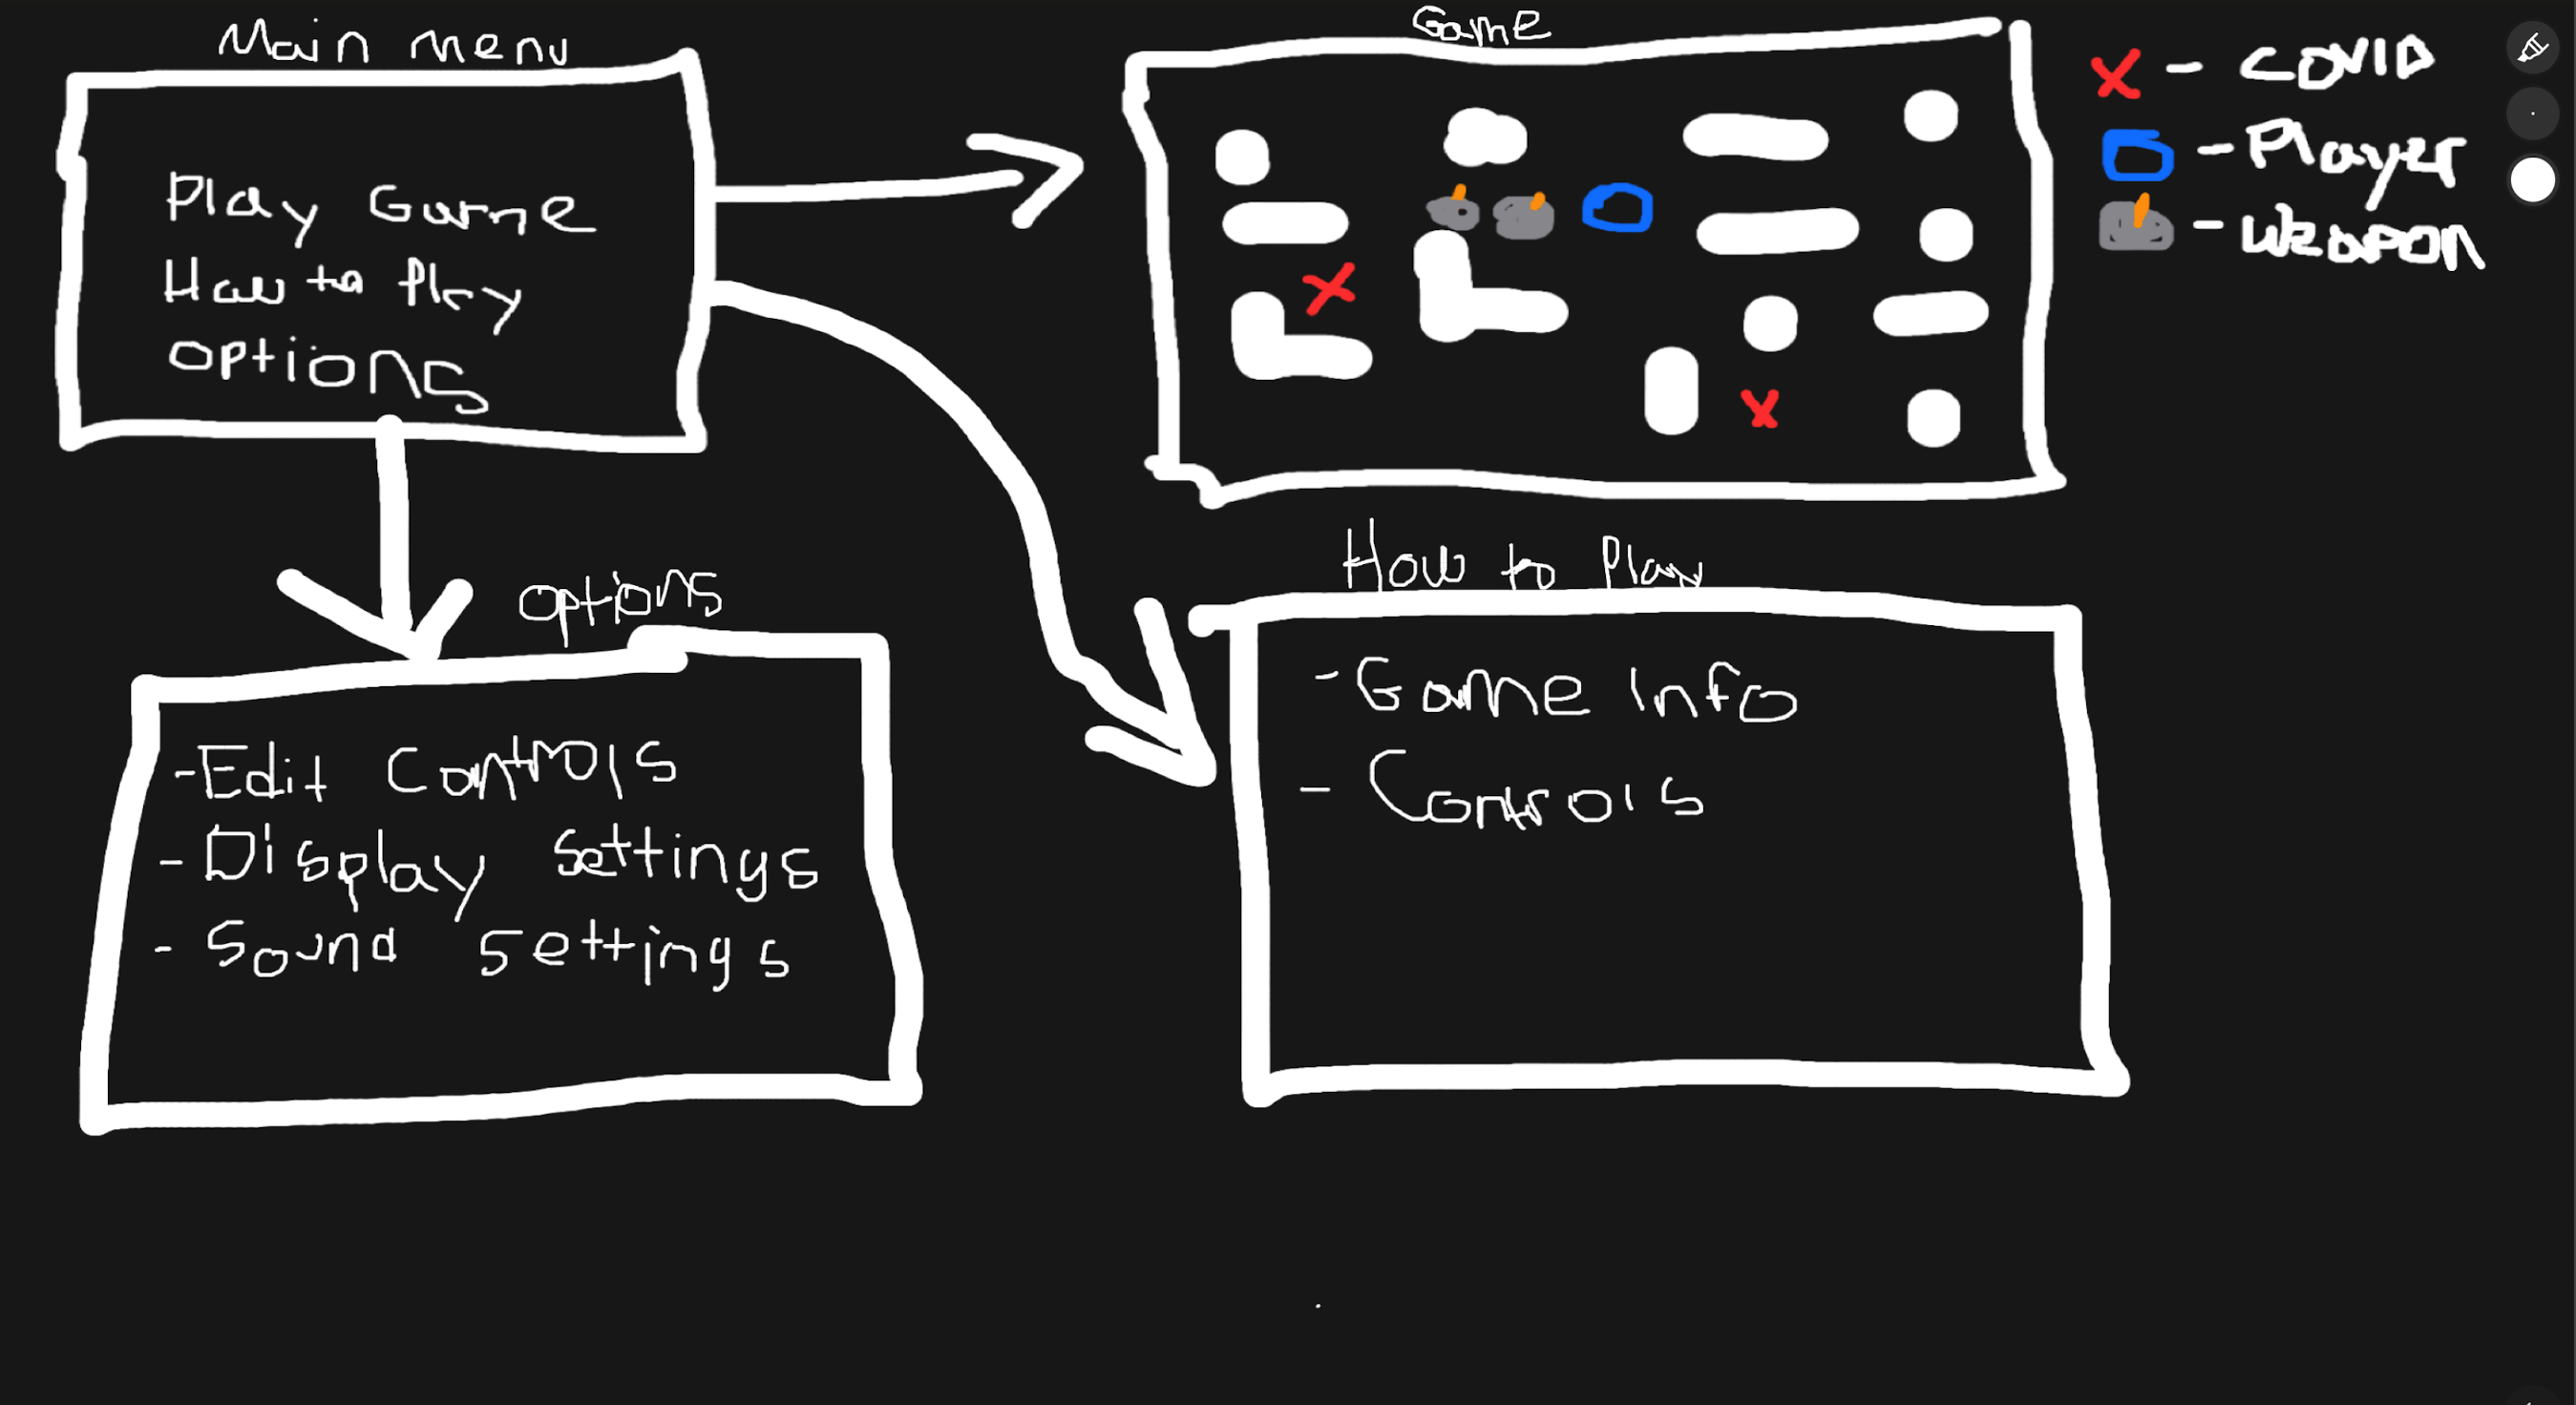 Main menu
Play Game
How to Play
options
Game
X - COVID
- Player
- Weapon
options
- Edit Controls
- Display settings
- Sound settings
How to Play
- Game Info
- Controls